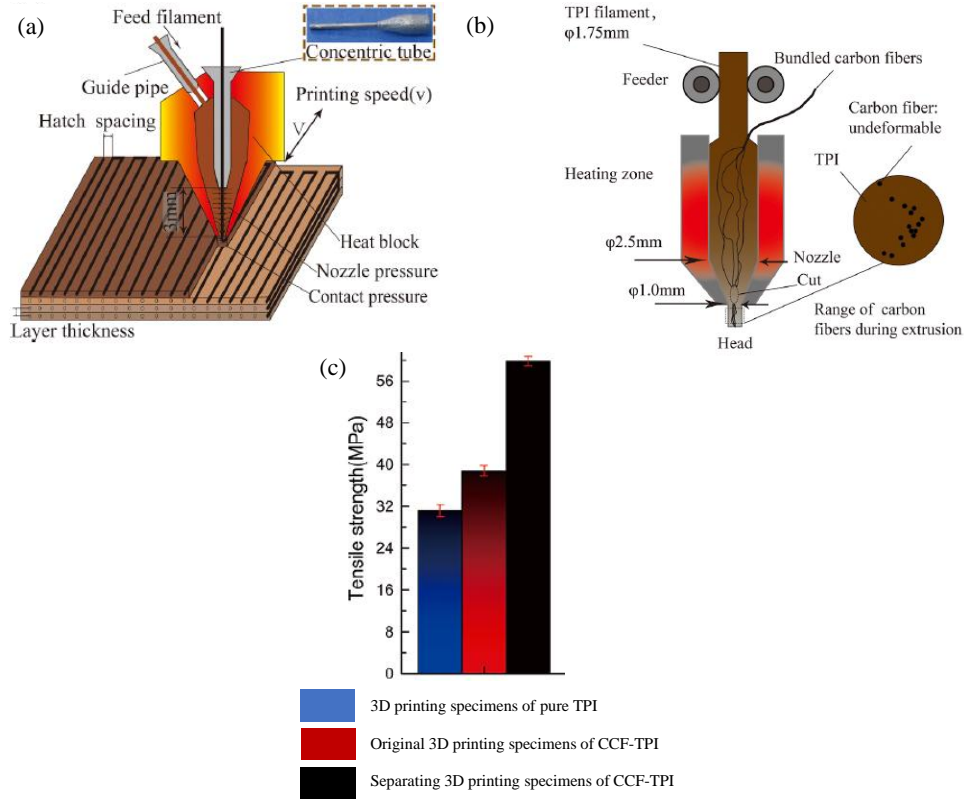 (a)
Feed filament
Concentric tube
Guide pipe
Printing speed(v)
V
Hatch spacing
3mm
Heat block
Nozzle pressure
Contact pressure
Layer thickness
(b)
TPI filament,
φ1.75mm
Bundled carbon fibers
Feeder
Carbon fiber:
undeformable
TPI
Heating zone
φ2.5mm
Nozzle
Cut
φ1.0mm
Range of carbon
fibers during extrusion
Head
(c)
Tensile strength(MPa)
56
48
40
32
24
16
8
0
3D printing specimens of pure TPI
Original 3D printing specimens of CCF-TPI
Separating 3D printing specimens of CCF-TPI